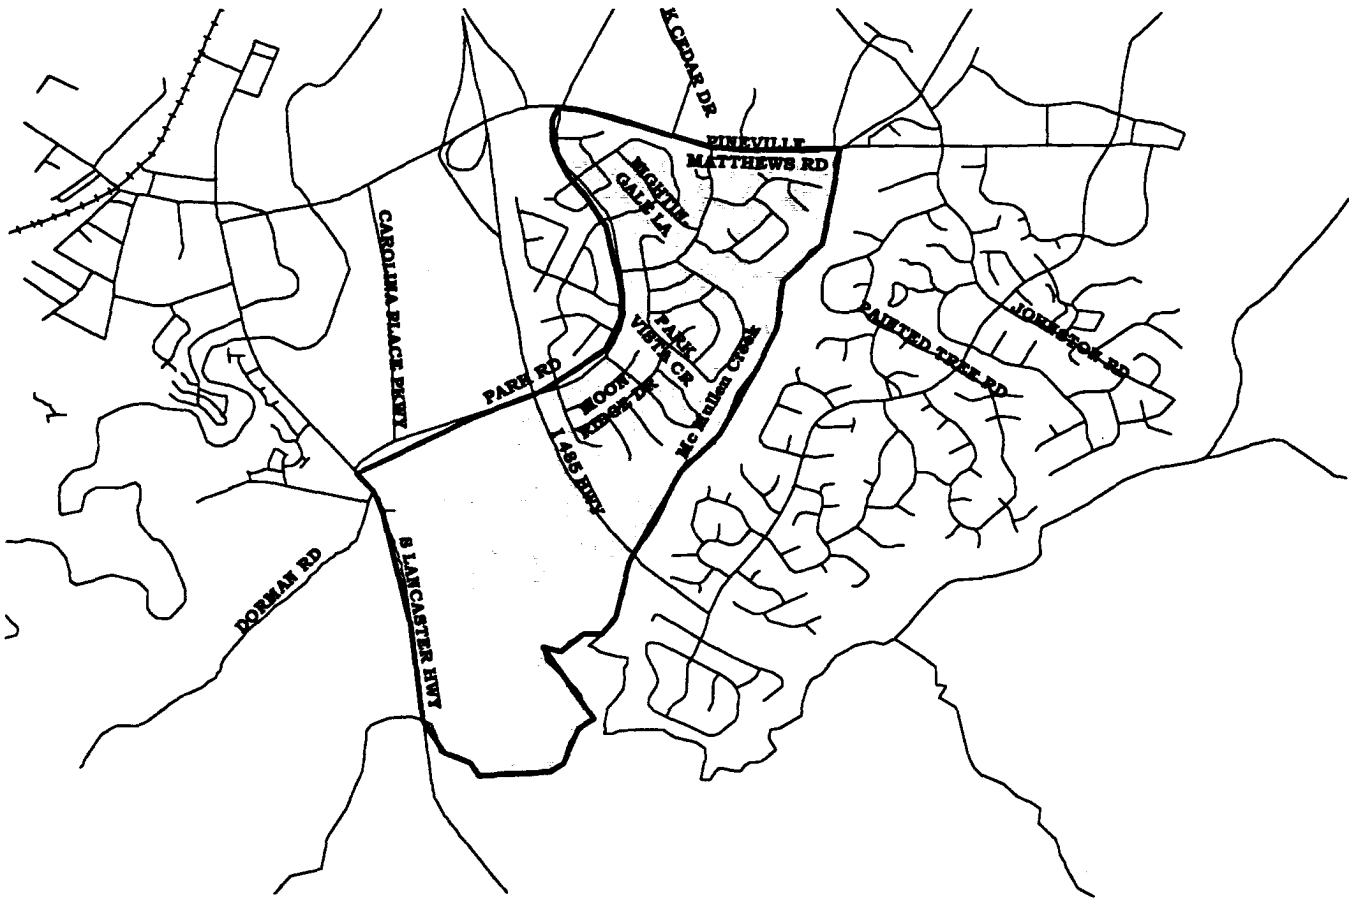 K CEDAR DR
PINEVILLE
MATTHEWS RD
NIGHTIN
GALE LA
CAROLINA PLACE PKWY
PARK RD
PARK
VISTA CR
MOON
RIDGE DR
Mc Mullen Creek
PAINTED TREE RD
JOHNSTON RD
I 485 HWY
S LANCASTER HWY
DORMAN RD